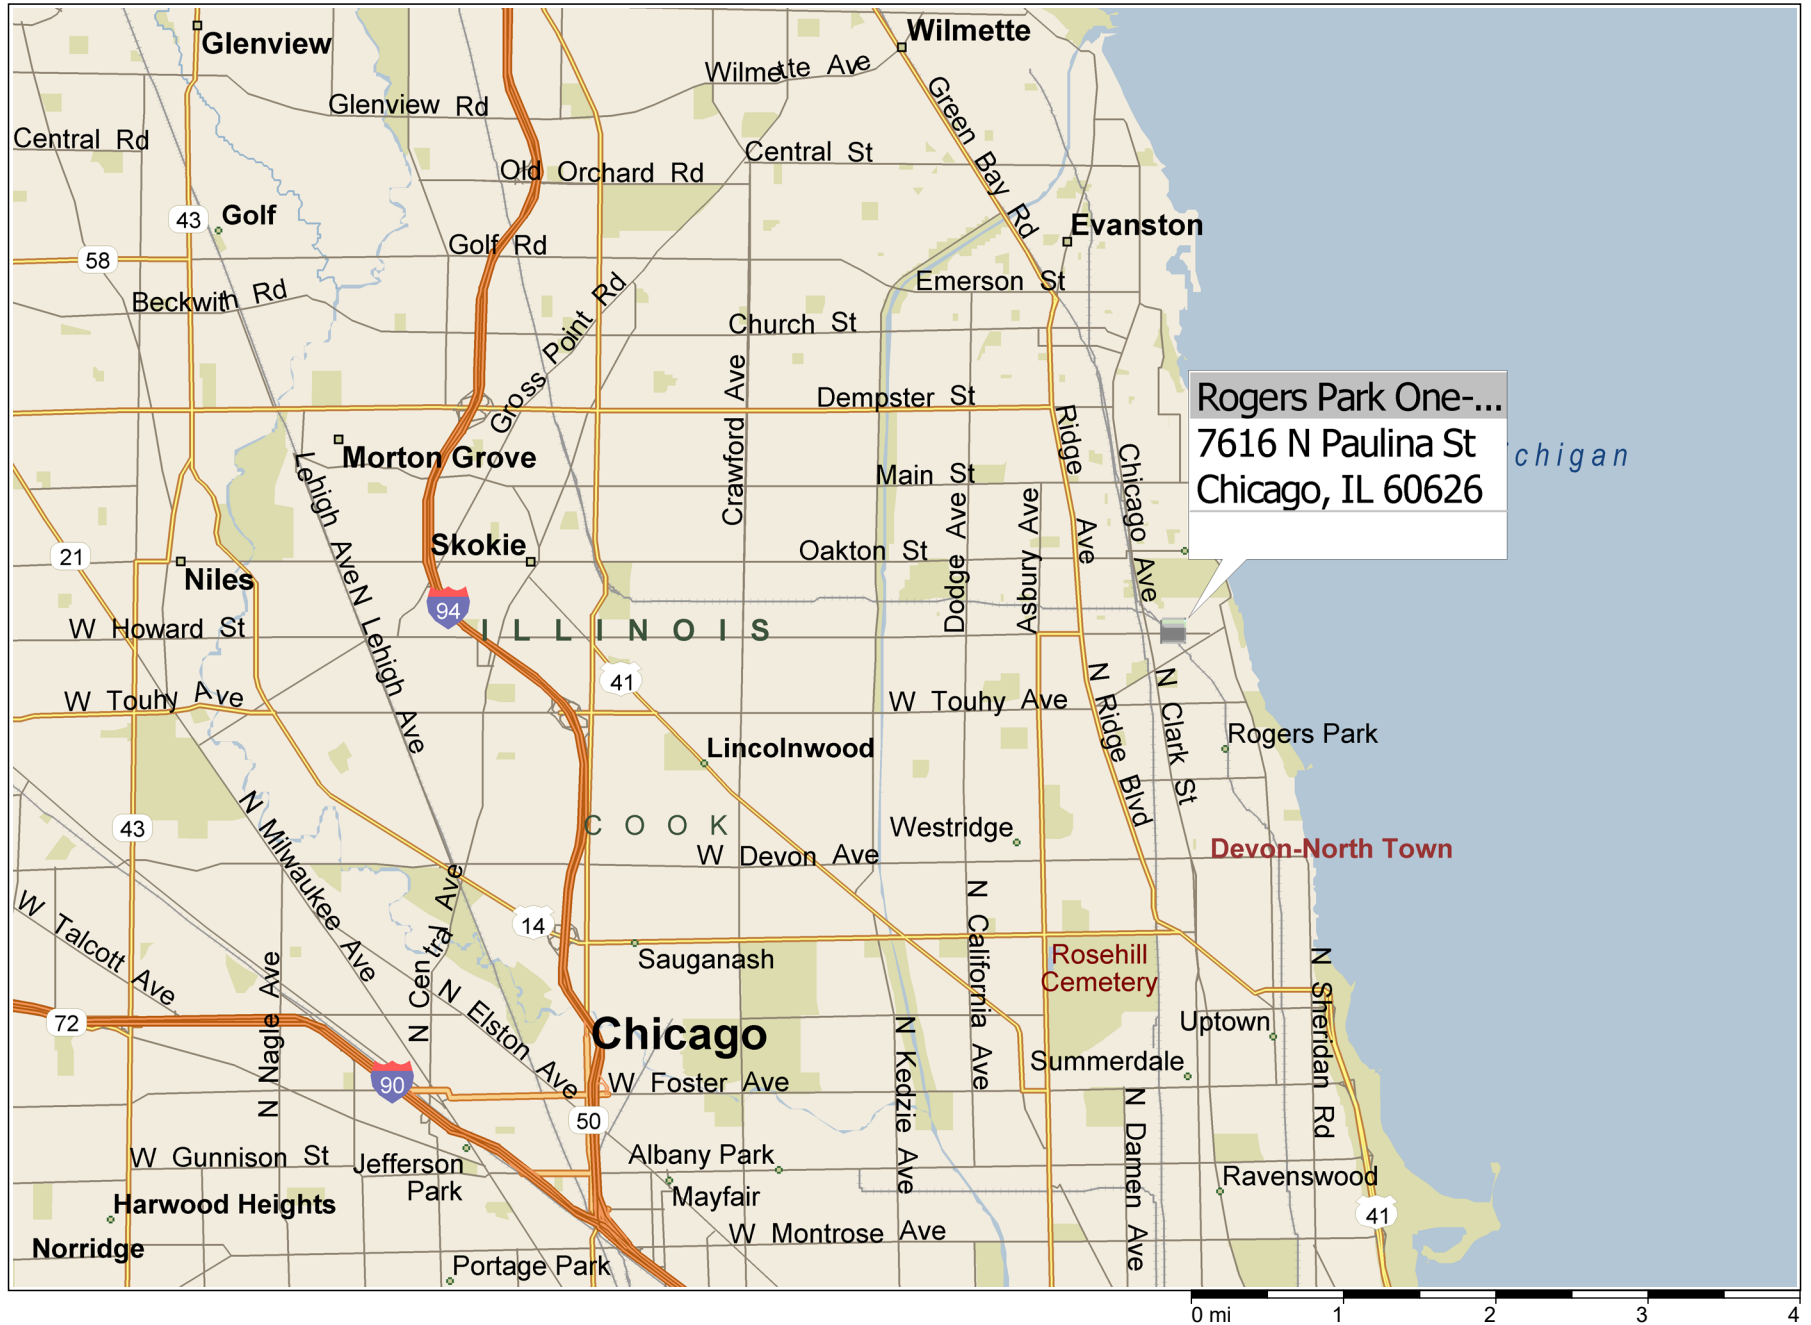 Glenview
Wilmette
Wilmette Ave
Glenview Rd
Green Bay Rd
Central Rd
Old Orchard Rd
Central St
43
Golf
Evanston
58
Golf Rd
Emerson St
Beckwith Rd
Gross Point Rd
Church St
Crawford Ave
Dempster St
Rogers Park One-...
7616 N Paulina St
Chicago, IL 60626
chigan
Ridge Ave
Chicago Ave
Morton Grove
Lehigh Ave
Main St
Dodge Ave
Asbury Ave
21
Skokie
Oakton St
Niles
94
N Lehigh Ave
W Howard St
ILLINOIS
41
W Touhy Ave
W Touhy Ave
N Ridge Blvd
N Clark St
Rogers Park
Lincolnwood
43
N Milwaukee Ave
COOK
Westridge
W Devon Ave
Devon-North Town
W Talcott Ave
N Central Ave
14
N California Ave
Sauganash
Rosehill
Cemetery
N Sheridan Rd
N Nagle Ave
N Elston Ave
72
Chicago
N Kedzie Ave
Uptown
Summerdale
90
W Foster Ave
50
N Damen Ave
W Gunnison St
Jefferson
Park
Albany Park
Mayfair
Ravenswood
Harwood Heights
41
W Montrose Ave
Norridge
Portage Park
0 mi 1 2 3 4